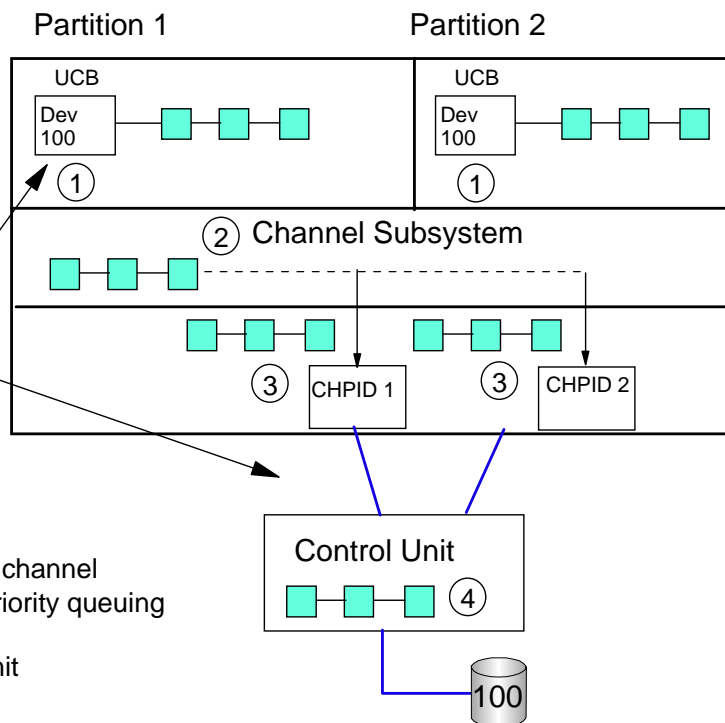 Partition 1
Partition 2
UCB
UCB
Dev
100
Dev
100
1
1
2 Channel Subsystem
3
CHPID 1
3
CHPID 2
channel
riority queuing
nit
Control Unit
4
100